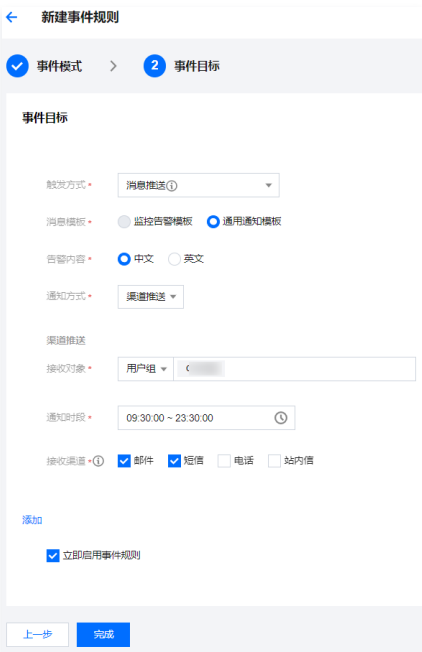 新建事件规则
事件模式 2 事件目标
事件目标
触发方式* 消息推送
消息模板* 监控告警模板 通用通知模板
告警内容* 中文 英文
通知方式* 渠道推送
渠道推送
接收对象* 用户组
通知时段* 09:30:00 ~ 23:30:00
接收渠道* 邮件 短信 电话 站内信
添加
立即启用事件规则
上一步 完成